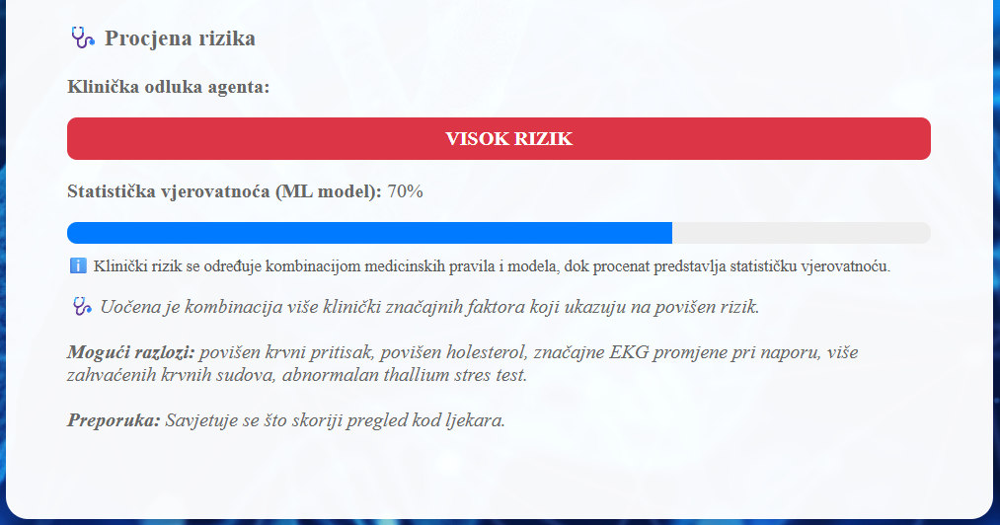 Procjena rizika
Klinička odluka agenta:
VISOK RIZIK
Statistička vjerovatnoća (ML model): 70%
Klinički rizik se određuje kombinacijom medicinskih pravila i modela, dok procenat predstavlja statističku vjerovatnoću.
Uočena je kombinacija više klinički značajnih faktora koji ukazuju na povišen rizik.
Mogući razlozi: povišen krvni pritisak, povišen holesterol, značajne EKG promjene pri naporu, više
zahvaćenih krvnih sudova, abnormalan thallium stres test.
Preporuka: Savjetuje se što skoriji pregled kod ljekara.